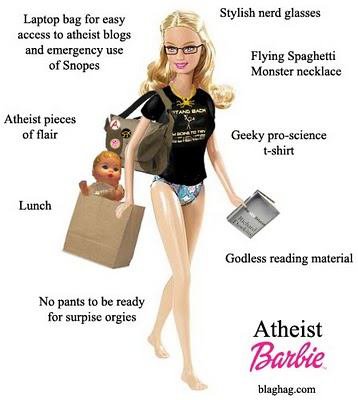 Laptop bag for easy
access to atheist blogs
and emergency use
of Snopes
Stylish nerd glasses
Flying Spaghetti
Monster necklace
Atheist pieces
of flair
STAND BACK
I'M GOING TO TRY
Geeky pro-science
t-shirt
Lunch
Richard
Godless reading material
No pants to be ready
for surprise orgies
Atheist
Barbie
blaghag.com